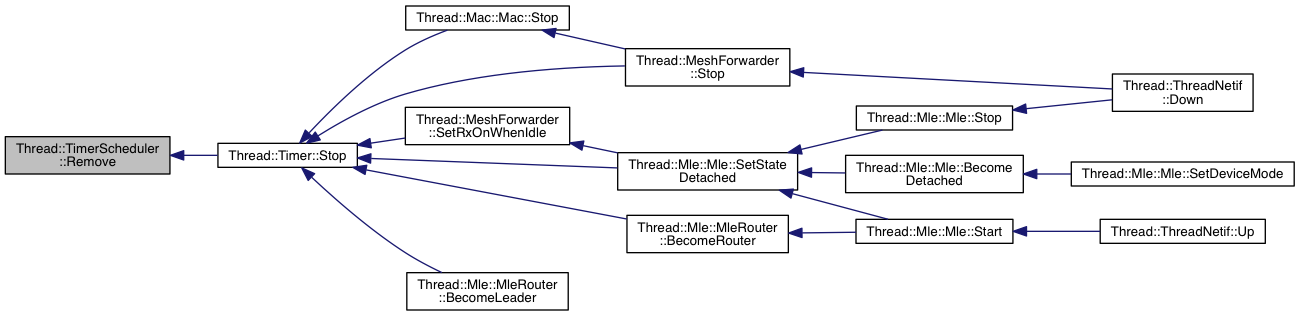 Thread::TimerScheduler
::Remove
Thread::Timer::Stop
Thread::Mac::Mac::Stop
Thread::MeshForwarder
::SetRxOnWhenIdle
Thread::Mle::MleRouter
::BecomeLeader
Thread::MeshForwarder
::Stop
Thread::Mle::Mle::SetState
Detached
Thread::Mle::MleRouter
::BecomeRouter
Thread::Mle::Mle::Stop
Thread::Mle::Mle::Become
Detached
Thread::Mle::Mle::Start
Thread::ThreadNetif
::Down
Thread::Mle::Mle::SetDeviceMode
Thread::ThreadNetif::Up